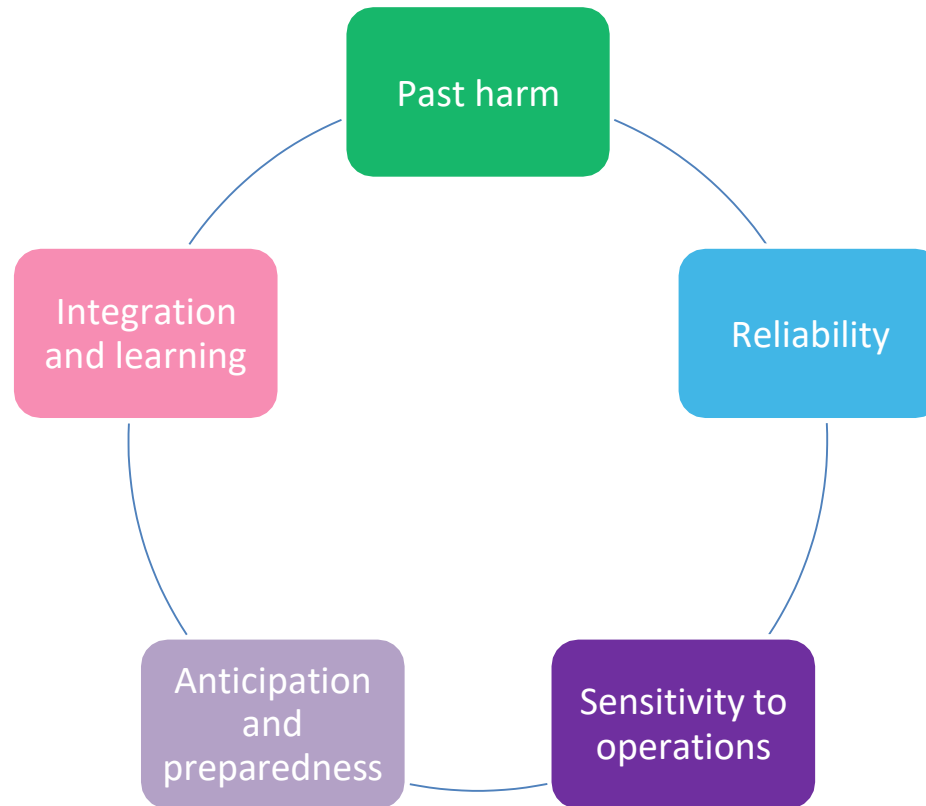 Past harm
Reliability
Sensitivity to
operations
Anticipation
and
preparedness
Integration
and learning